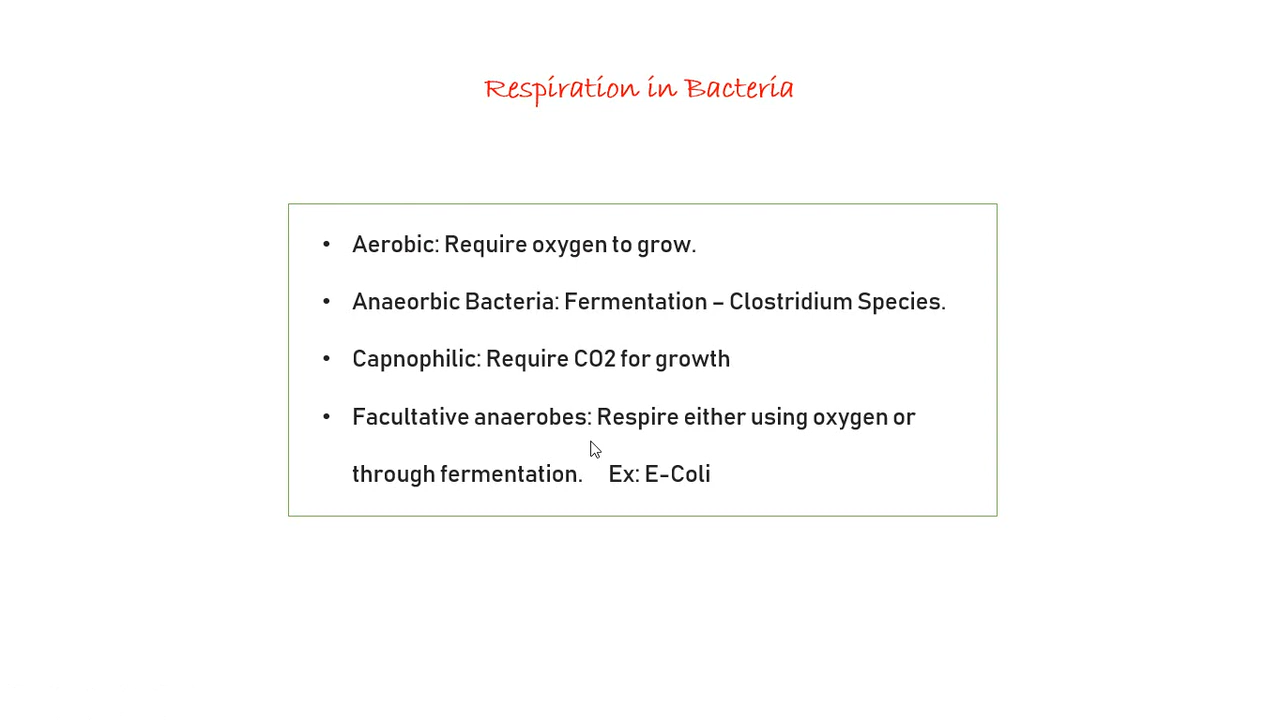 Respiration in Bacteria
• Aerobic: Require oxygen to grow.
• Anaeorbic Bacteria: Fermentation – Clostridium Species.
• Capnophilic: Require CO2 for growth
• Facultative anaerobes: Respire either using oxygen or
through fermentation. Ex: E-Coli